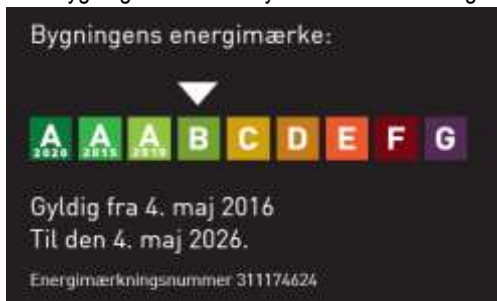 Bygningens energimærke:
A 2020 A 2015 A 2010 B C D E F G
Gyldig fra 4. maj 2016
Til den 4. maj 2026.
Energimærkningsnummer 311174624